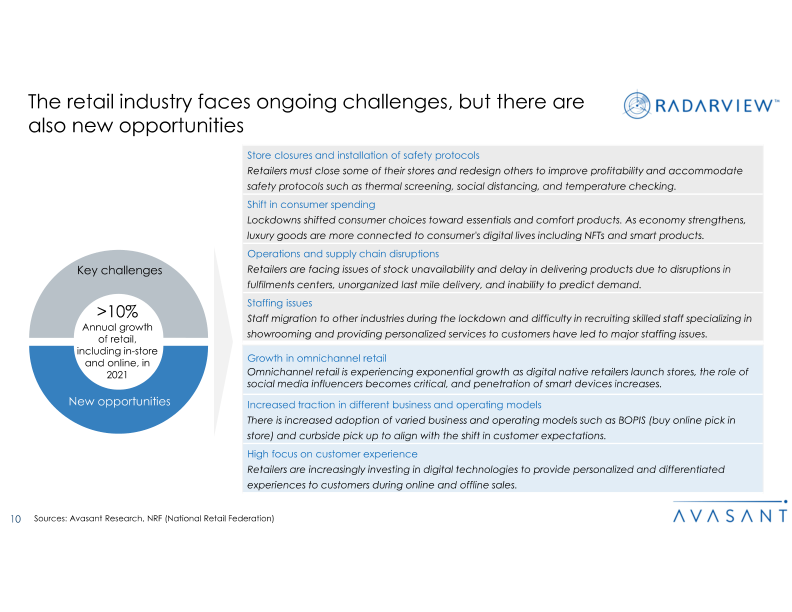 The retail industry faces ongoing challenges, but there are
also new opportunities
RADARVIEW™
Store closures and installation of safety protocols
Retailers must close some of their stores and redesign others to improve profitability and accommodate
safety protocols such as thermal screening, social distancing, and temperature checking.
Shift in consumer spending
Lockdowns shifted consumer choices toward essentials and comfort products. As economy strengthens,
luxury goods are more connected to consumer's digital lives including NFTs and smart products.
Operations and supply chain disruptions
Retailers are facing issues of stock unavailability and delay in delivering products due to disruptions in
fulfilments centers, unorganized last mile delivery, and inability to predict demand.
Staffing issues
Staff migration to other industries during the lockdown and difficulty in recruiting skilled staff specializing in
showrooming and providing personalized services to customers have led to major staffing issues.
Growth in omnichannel retail
Omnichannel retail is experiencing exponential growth as digital native retailers launch stores, the role of
social media influencers becomes critical, and penetration of smart devices increases.
Increased traction in different business and operating models
There is increased adoption of varied business and operating models such as BOPIS (buy online pick in
store) and curbside pick up to align with the shift in customer expectations.
High focus on customer experience
Retailers are increasingly investing in digital technologies to provide personalized and differentiated
experiences to customers during online and offline sales.
Key challenges
>10%
Annual growth
of retail,
including in-store
and online, in
2021
New opportunities
10
Sources: Avasant Research, NRF (National Retail Federation)
AVASANT